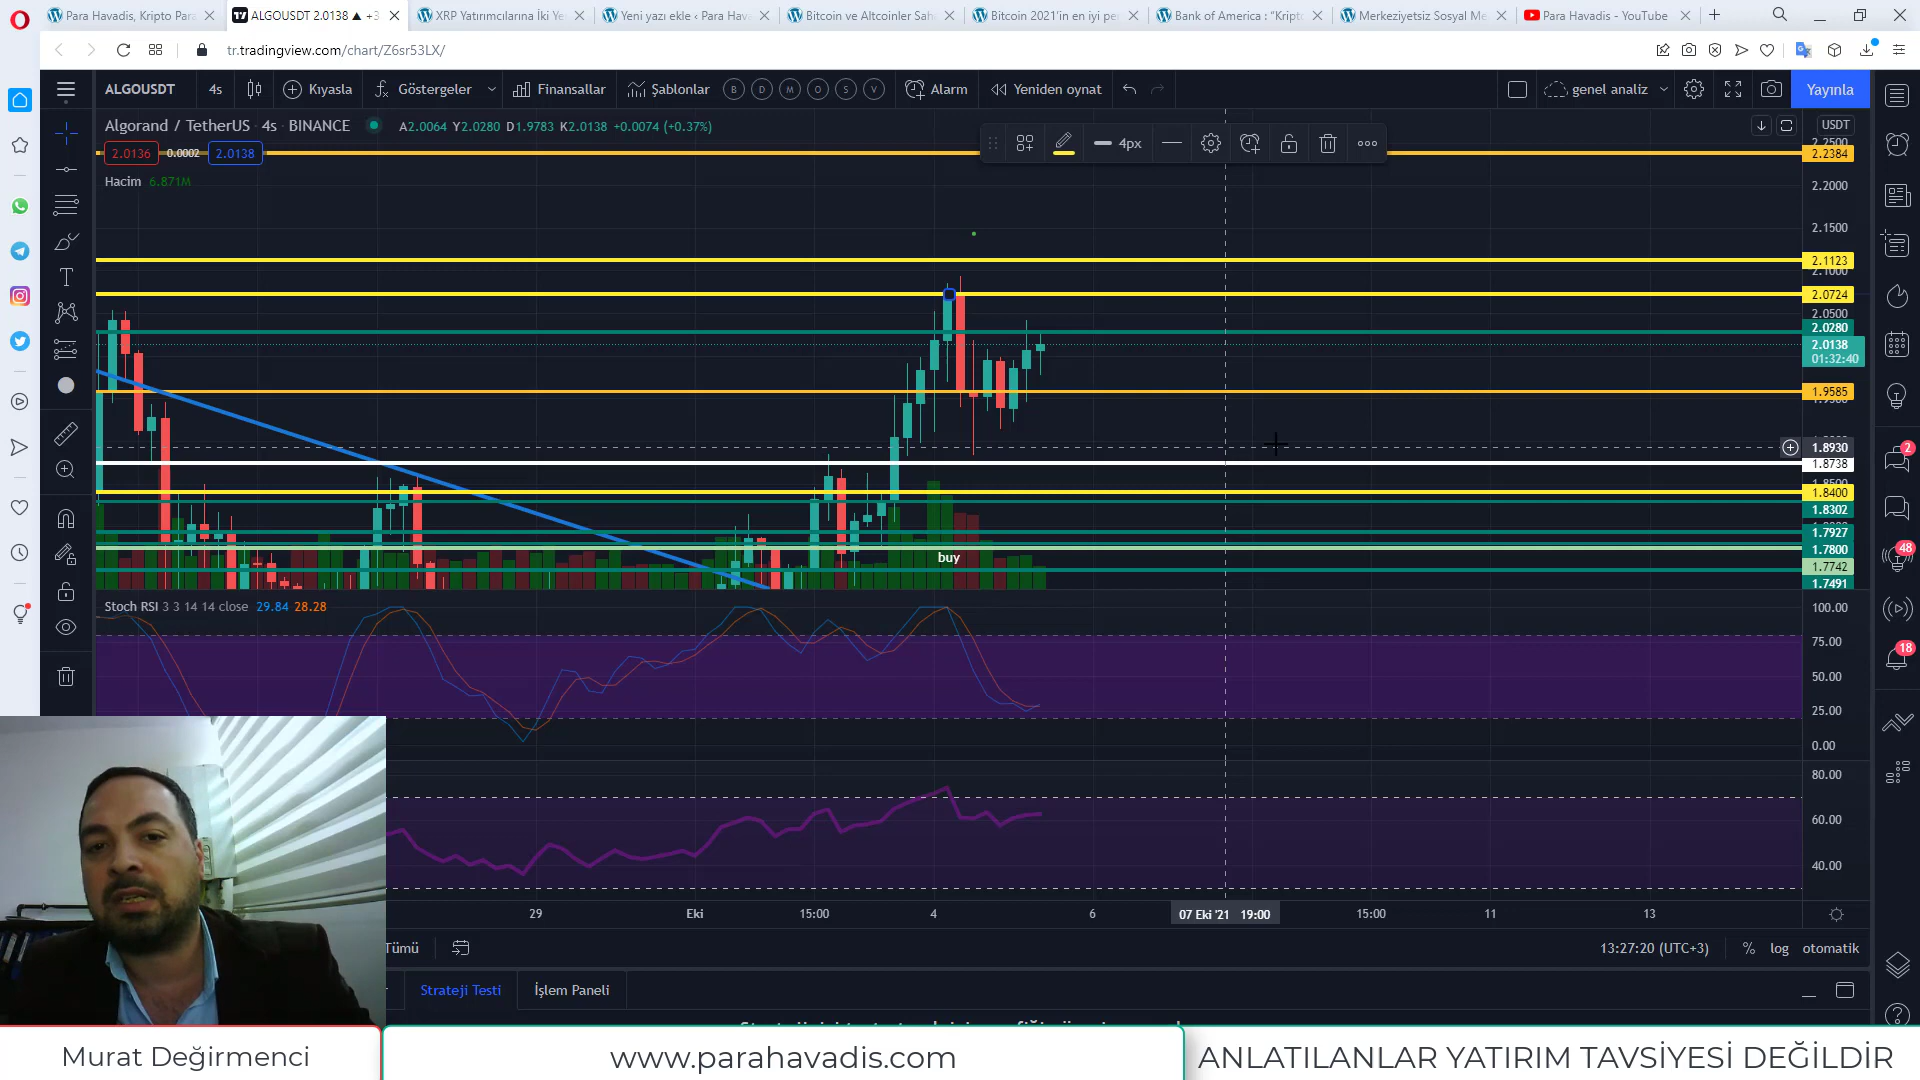 Para Havadis, Kripto Para
ALGOUSDT 2.0138 ▲ +3
XRP Yatırımcılarına İki Ye
Yeni yazı ekle ‹ Para Hava
Bitcoin ve Altcoinler Sah
Bitcoin 2021'in en iyi per
Bank of America : "Kript
Merkeziyetsiz Sosyal Me
Para Havadis - YouTube
tr.tradingview.com/chart/Z6sr53LX/
ALGOUSDT 4s Kıyasla Göstergeler Finansallar Şablonlar B D M O S V Alarm Yeniden oynat genel analiz Yayınla
Algorand / TetherUS · 4s · BINANCE A2.0064 Y2.0280 D1.9783 K2.0138 +0.0074 (+0.37%)
USDT
4px
2.0136 0.0002 2.0138
Hacim 6.871M
2.2500
2.2384
2.2000
2.1500
2.1123
2.1000
2.0724
2.0500
2.0280
2.0138
01:32:40
1.9585
1.8930
1.8738
1.8400
1.8302
1.7927
1.7800
1.7742
1.7491
buy
2
48
18
Stoch RSI 3 3 14 14 close 29.84 28.28
100.00
75.00
50.00
25.00
0.00
80.00
60.00
40.00
29 Eki 15:00 4 6 07 Eki '21 19:00 15:00 11 13
Tümü
13:27:20 (UTC+3) % log otomatik
Strateji Testi İşlem Paneli
Murat Değirmenci
www.parahavadis.com
ANLATILANLAR YATIRIM TAVSİYESİ DEĞİLDİR